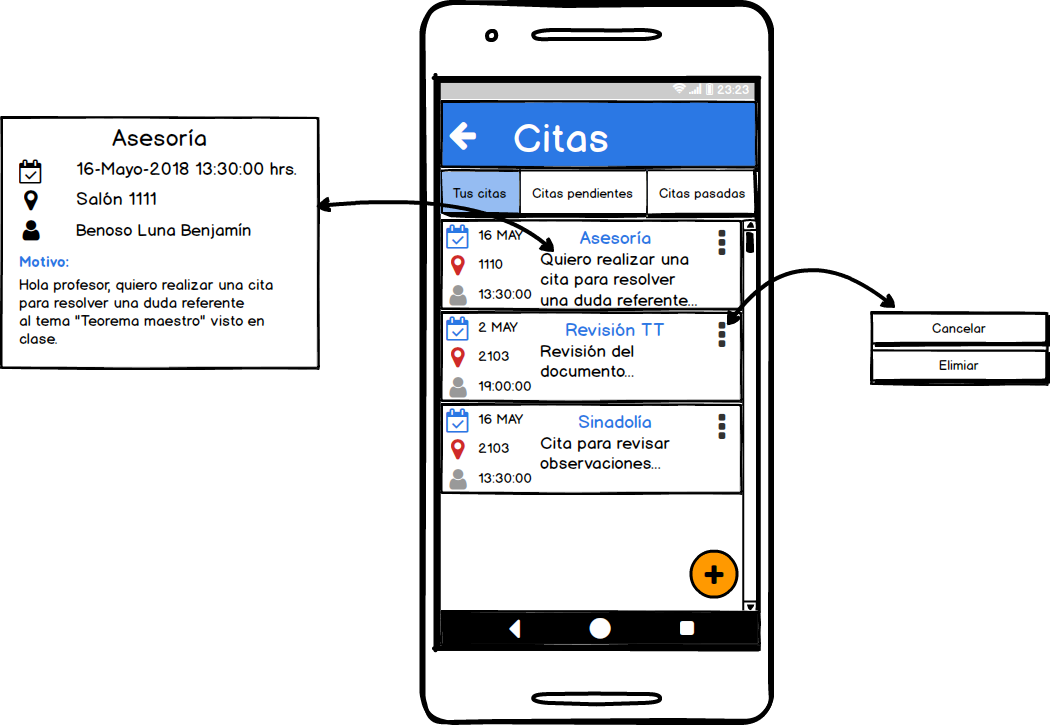 Asesoría
16-Mayo-2018 13:30:00 hrs.
Salón 1111
Benoso Luna Benjamín
Motivo:
Hola profesor, quiero realizar una cita
para resolver una duda referente
al tema "Teorema maestro" visto en
clase.
23:23
Citas
Tus citas
Citas pendientes
Citas pasadas
16 MAY
Asesoría
1110
Quiero realizar una
cita para resolver
13:30:00
una duda referente...
2 MAY
Revisión TT
2103
Revisión del
documento...
19:00:00
16 MAY
Sinadolía
2103
Cita para revisar
observaciones...
13:30:00
Cancelar
Elimiar